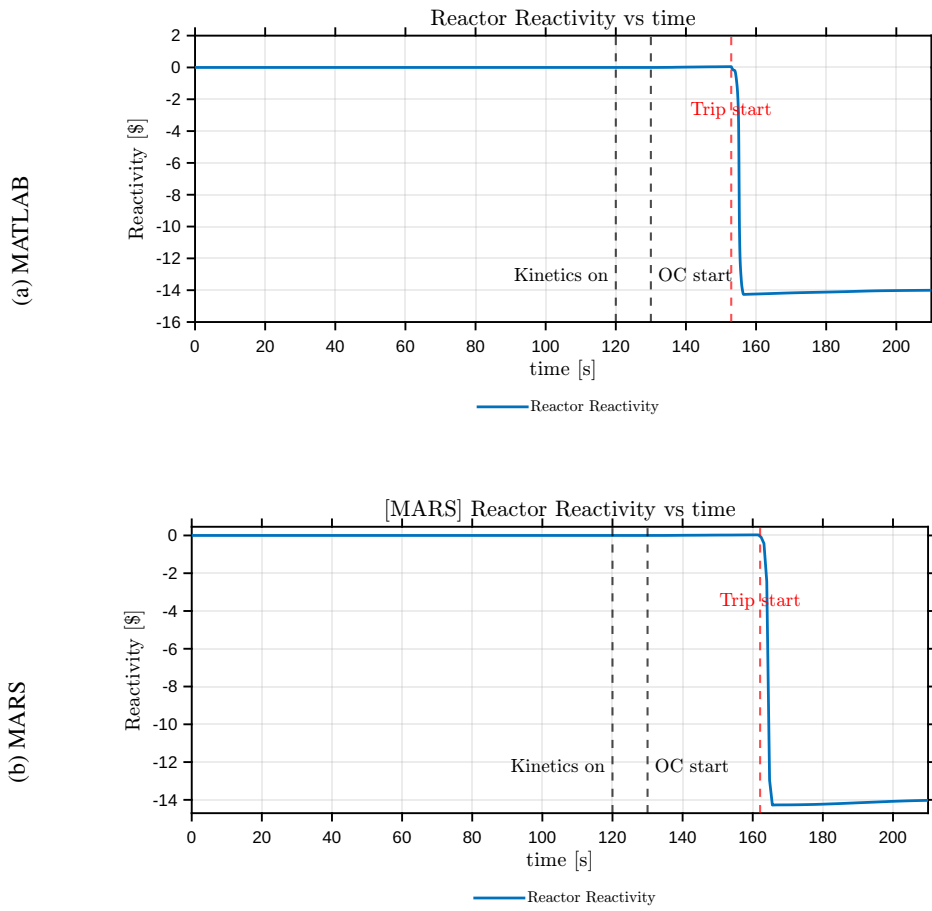 (a) MATLAB
Reactor Reactivity vs time
Reactivity [$]
2
0
-2
-4
-6
-8
-10
-12
-14
-16
Trip start
Kinetics on
OC start
0 20 40 60 80 100 120 140 160 180 200
time [s]
Reactor Reactivity
(b) MARS
[MARS] Reactor Reactivity vs time
Reactivity [$]
0
-2
-4
-6
-8
-10
-12
-14
Trip start
Kinetics on
OC start
0 20 40 60 80 100 120 140 160 180 200
time [s]
Reactor Reactivity